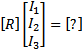 [R] [I₁ I₂ I₃] = [?]